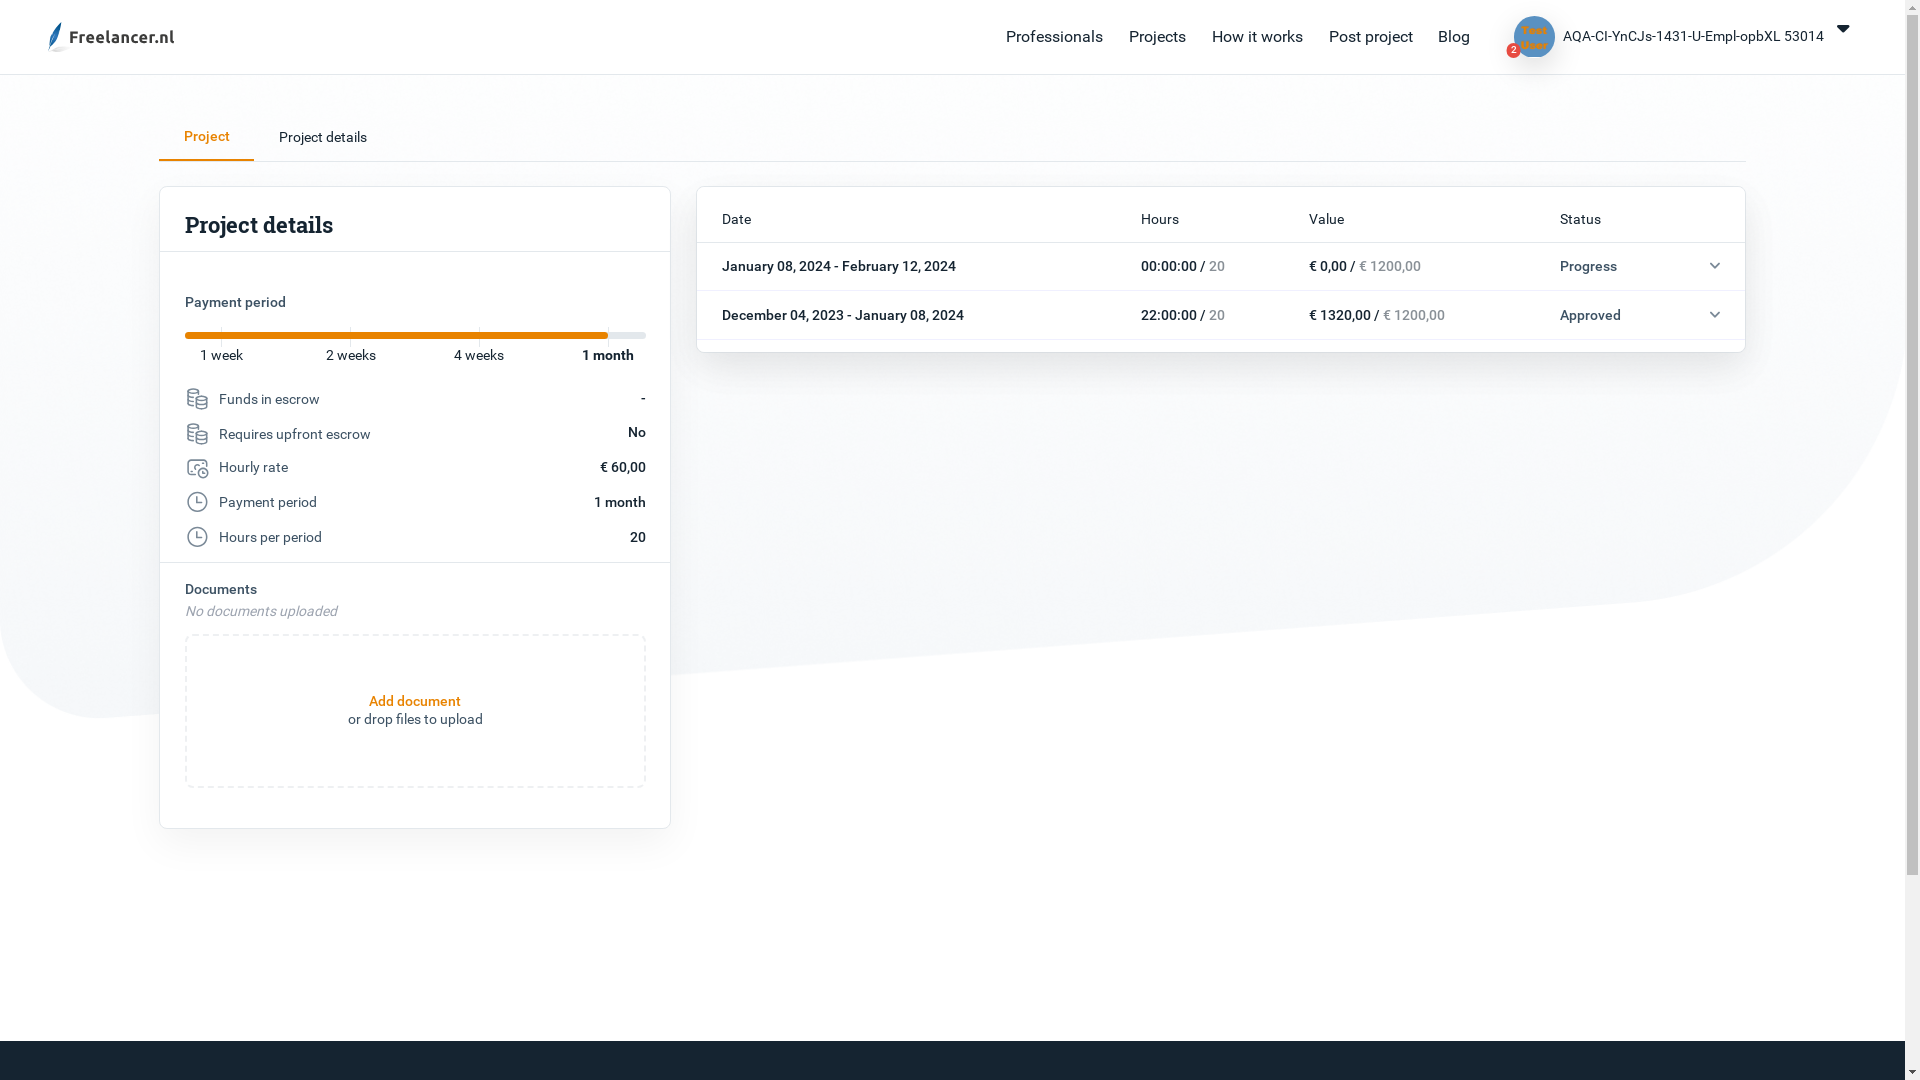 Freelancer.nl
Professionals Projects How it works Post project Blog
Test User
2
AQA-CI-YnCJs-1431-U-Empl-opbXL 53014
Project Project details
Project details
Payment period
1 week 2 weeks 4 weeks 1 month
Funds in escrow -
Requires upfront escrow No
Hourly rate € 60,00
Payment period 1 month
Hours per period 20
Documents
No documents uploaded
Add document
or drop files to upload
Date Hours Value Status
January 08, 2024 - February 12, 2024 00:00:00 / 20 € 0,00 / € 1200,00 Progress
December 04, 2023 - January 08, 2024 22:00:00 / 20 € 1320,00 / € 1200,00 Approved